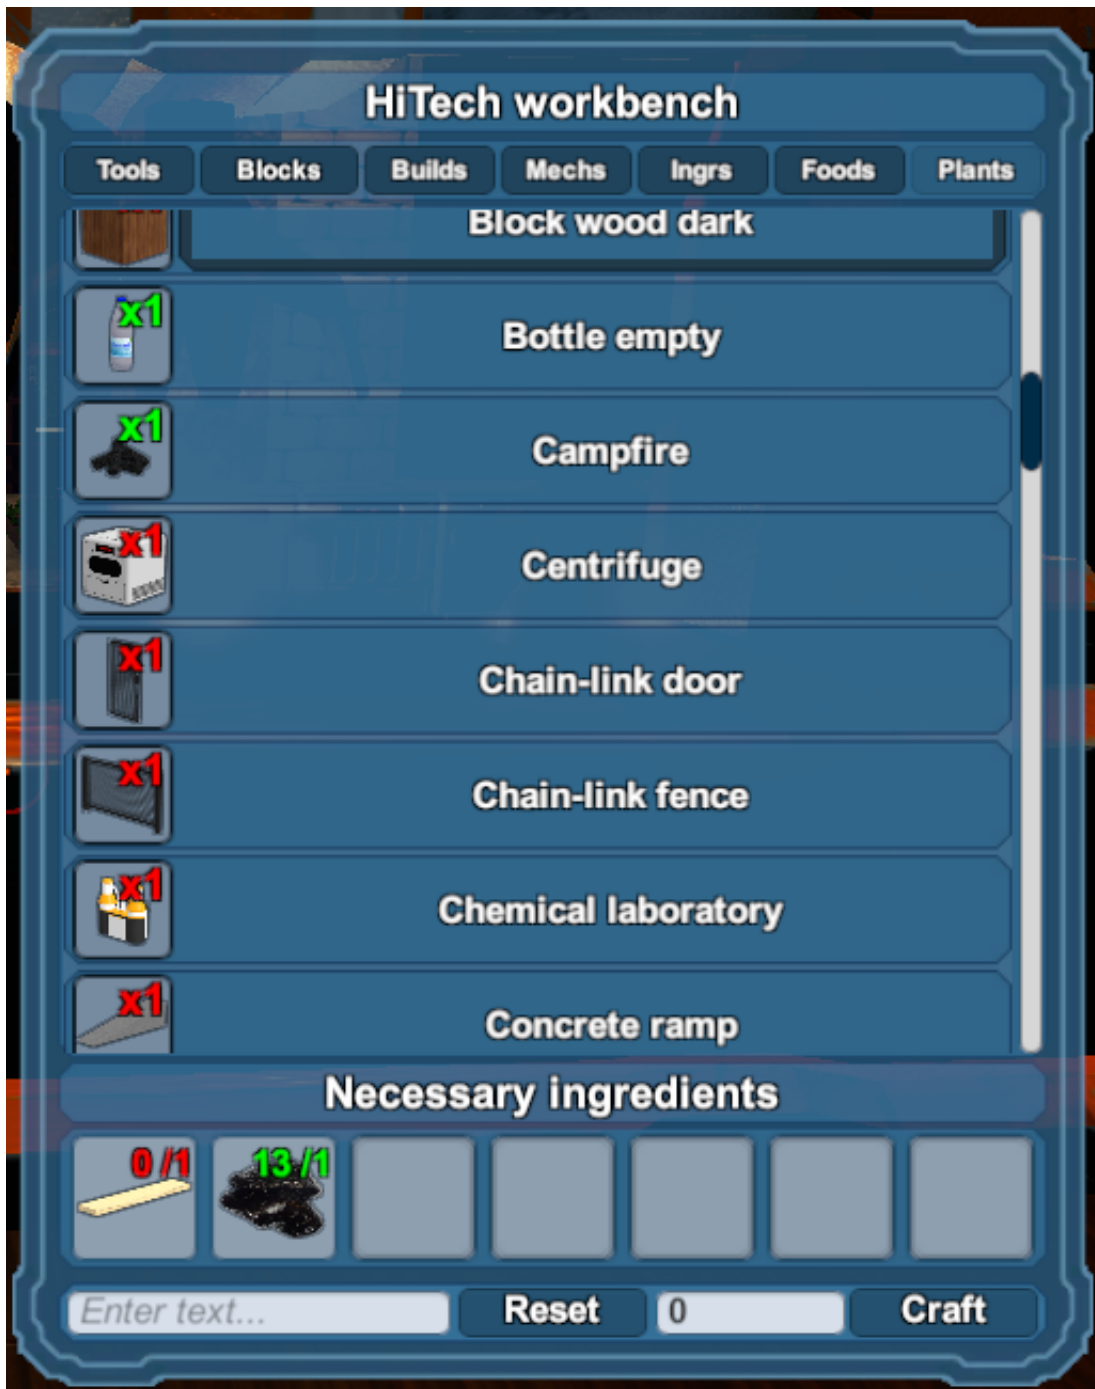 HiTech workbench
Tools Blocks Builds Mechs Ingrs Foods Plants
Block wood dark
x1 Bottle empty
x1 Campfire
x1 Centrifuge
x1 Chain-link door
x1 Chain-link fence
x1 Chemical laboratory
x1 Concrete ramp
Necessary ingredients
0 /1 13 /1
Enter text... Reset 0 Craft